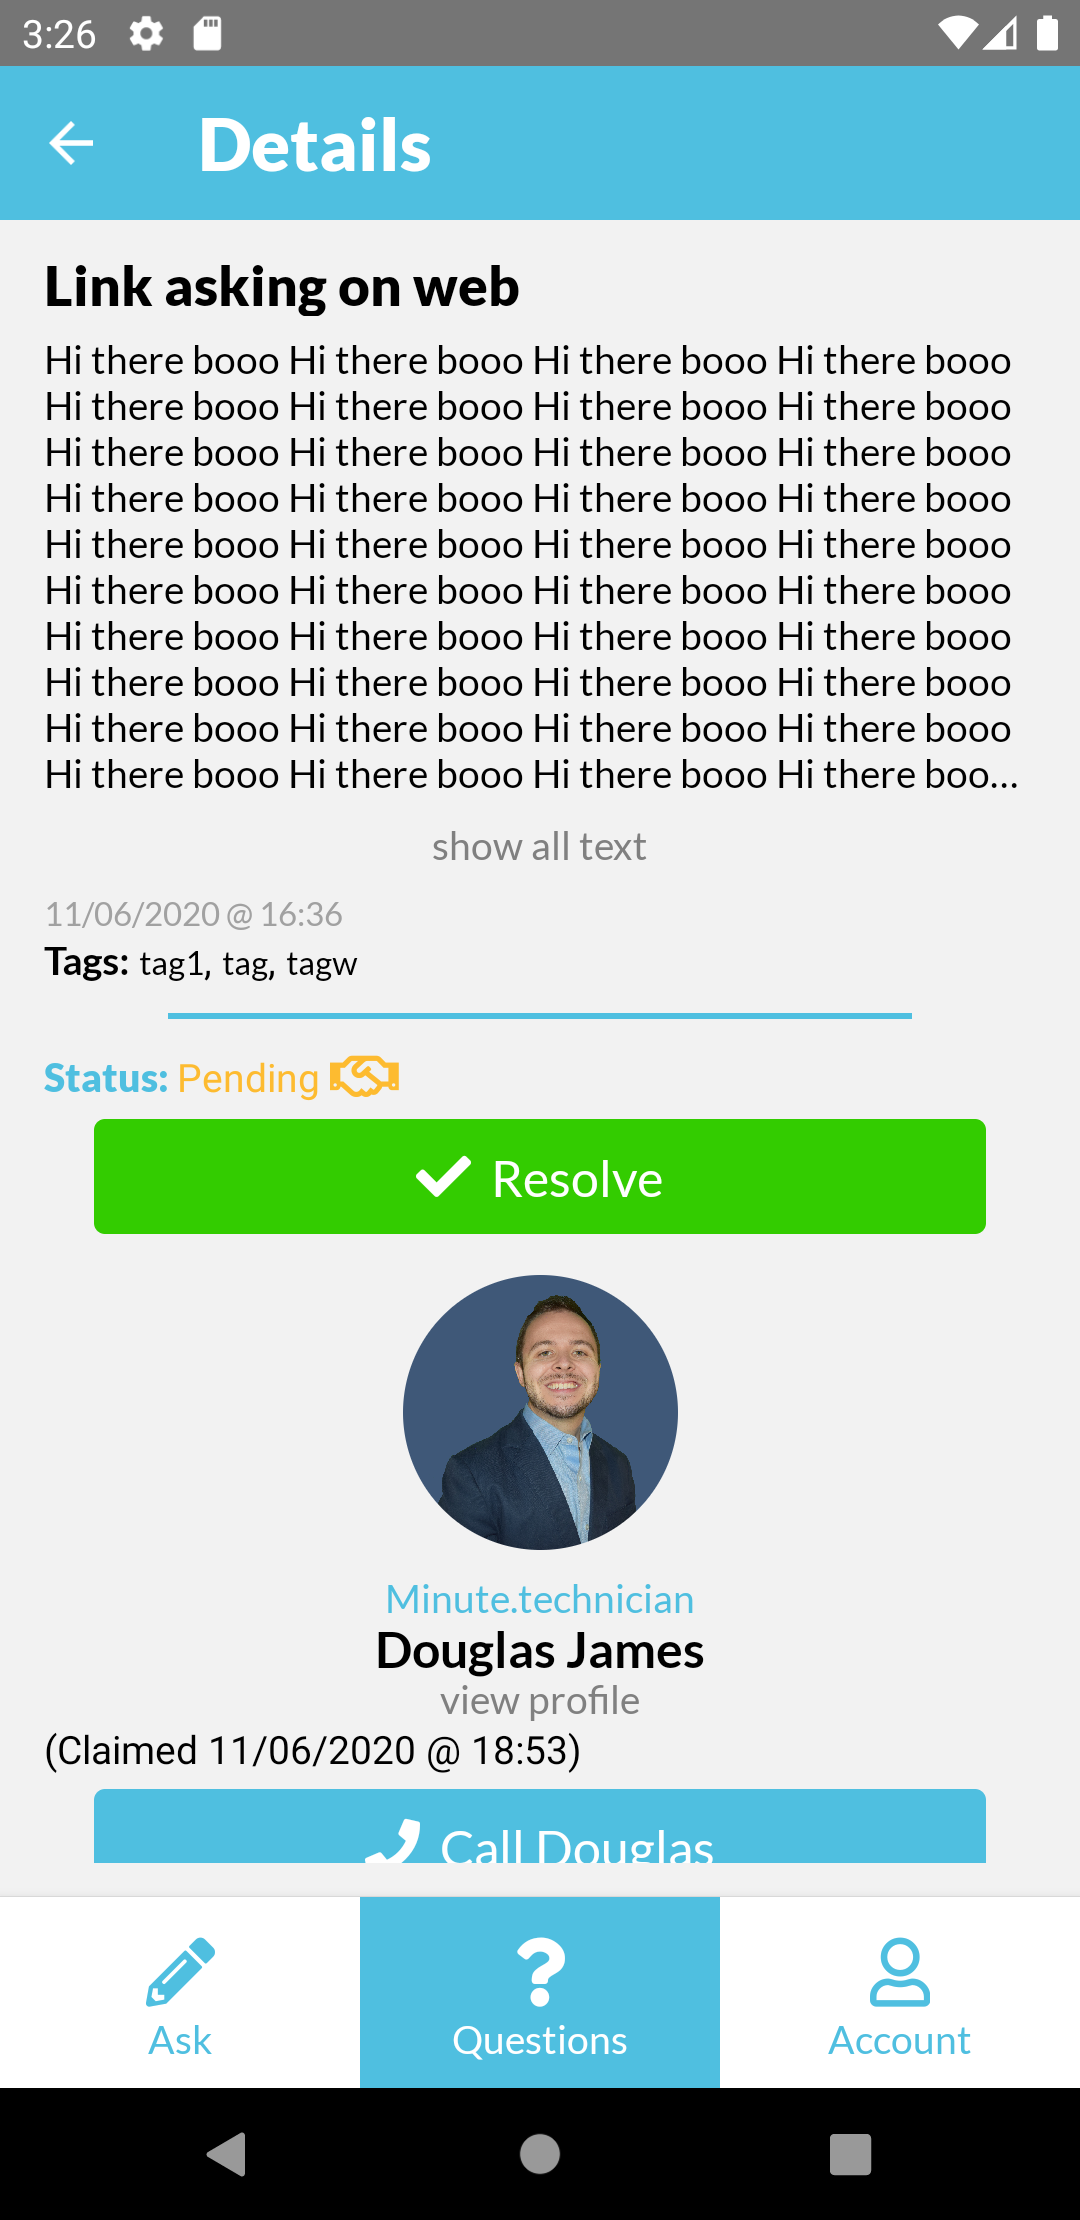 3:26
Details
Link asking on web
Hi there booo Hi there booo Hi there booo Hi there booo
Hi there booo Hi there booo Hi there booo Hi there booo
Hi there booo Hi there booo Hi there booo Hi there booo
Hi there booo Hi there booo Hi there booo Hi there booo
Hi there booo Hi there booo Hi there booo Hi there booo
Hi there booo Hi there booo Hi there booo Hi there booo
Hi there booo Hi there booo Hi there booo Hi there booo
Hi there booo Hi there booo Hi there booo Hi there booo
Hi there booo Hi there booo Hi there booo Hi there booo
Hi there booo Hi there booo Hi there booo Hi there boo...
show all text
11/06/2020 @ 16:36
Tags: tag1, tag, tagw
Status: Pending
Resolve
Minute.technician
Douglas James
view profile
(Claimed 11/06/2020 @ 18:53)
Call Douglas
Ask
Questions
Account